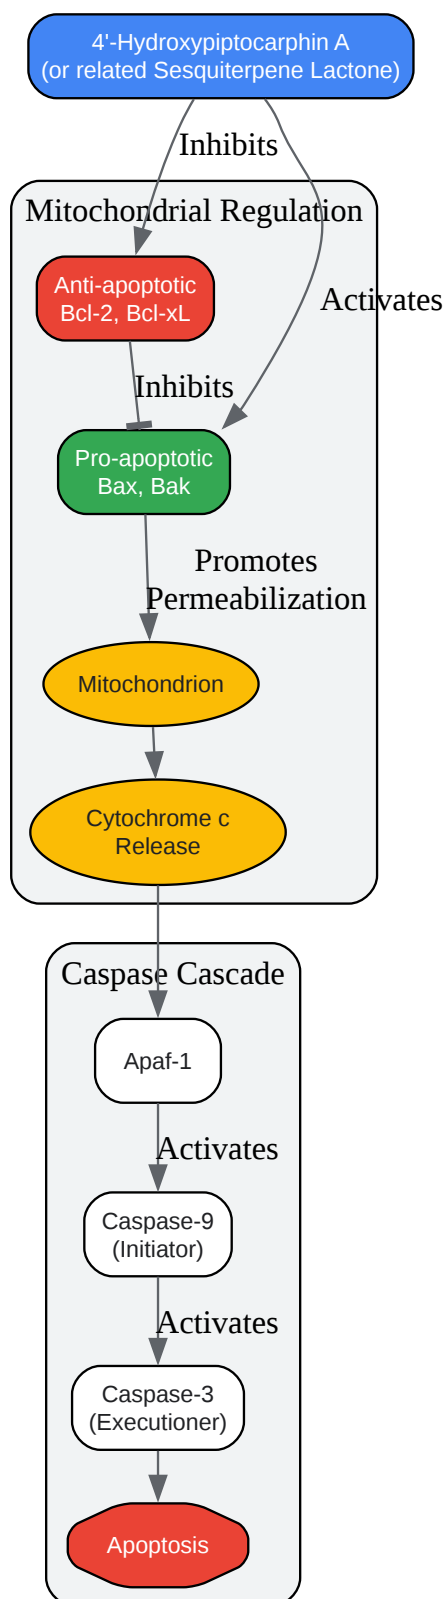 4'-Hydroxypiptocarphin A
(or related Sesquiterpene Lactone)
Inhibits
Mitochondrial Regulation
Anti-apoptotic
Bcl-2, Bcl-xL
Activates
Inhibits
Pro-apoptotic
Bax, Bak
Promotes
Permeabilization
Mitochondrion
Cytochrome c
Release
Caspase Cascade
Apaf-1
Activates
Caspase-9
(Initiator)
Activates
Caspase-3
(Executioner)
Apoptosis